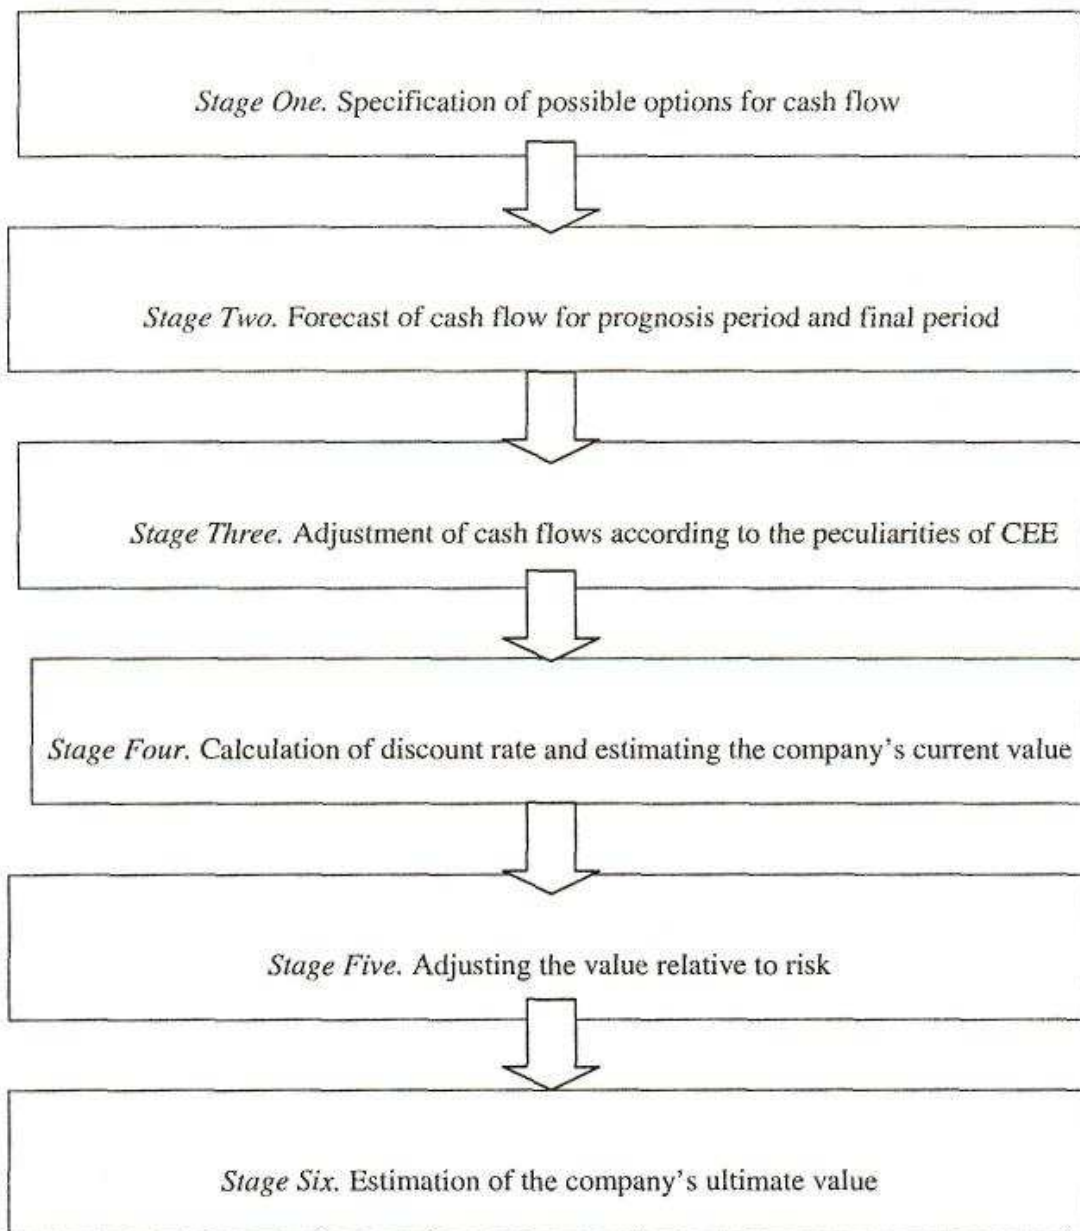 Stage One. Specification of possible options for cash flow
Stage Two. Forecast of cash flow for prognosis period and final period
Stage Three. Adjustment of cash flows according to the peculiarities of CEE
Stage Four. Calculation of discount rate and estimating the company's current value
Stage Five. Adjusting the value relative to risk
Stage Six. Estimation of the company's ultimate value